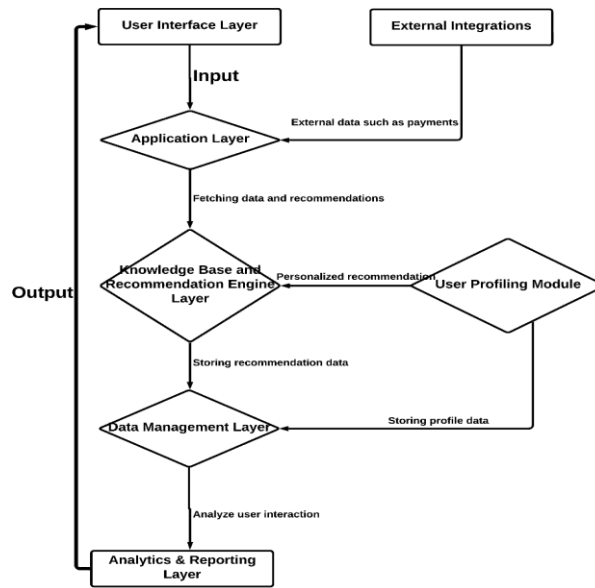 User Interface Layer
External Integrations
Input
External data such as payments
Application Layer
Fetching data and recommendations
Knowledge Base and
Recommendation Engine
Layer
Personalized recommendation
User Profiling Module
Output
Storing recommendation data
Data Management Layer
Storing profile data
Analyze user interaction
Analytics & Reporting
Layer